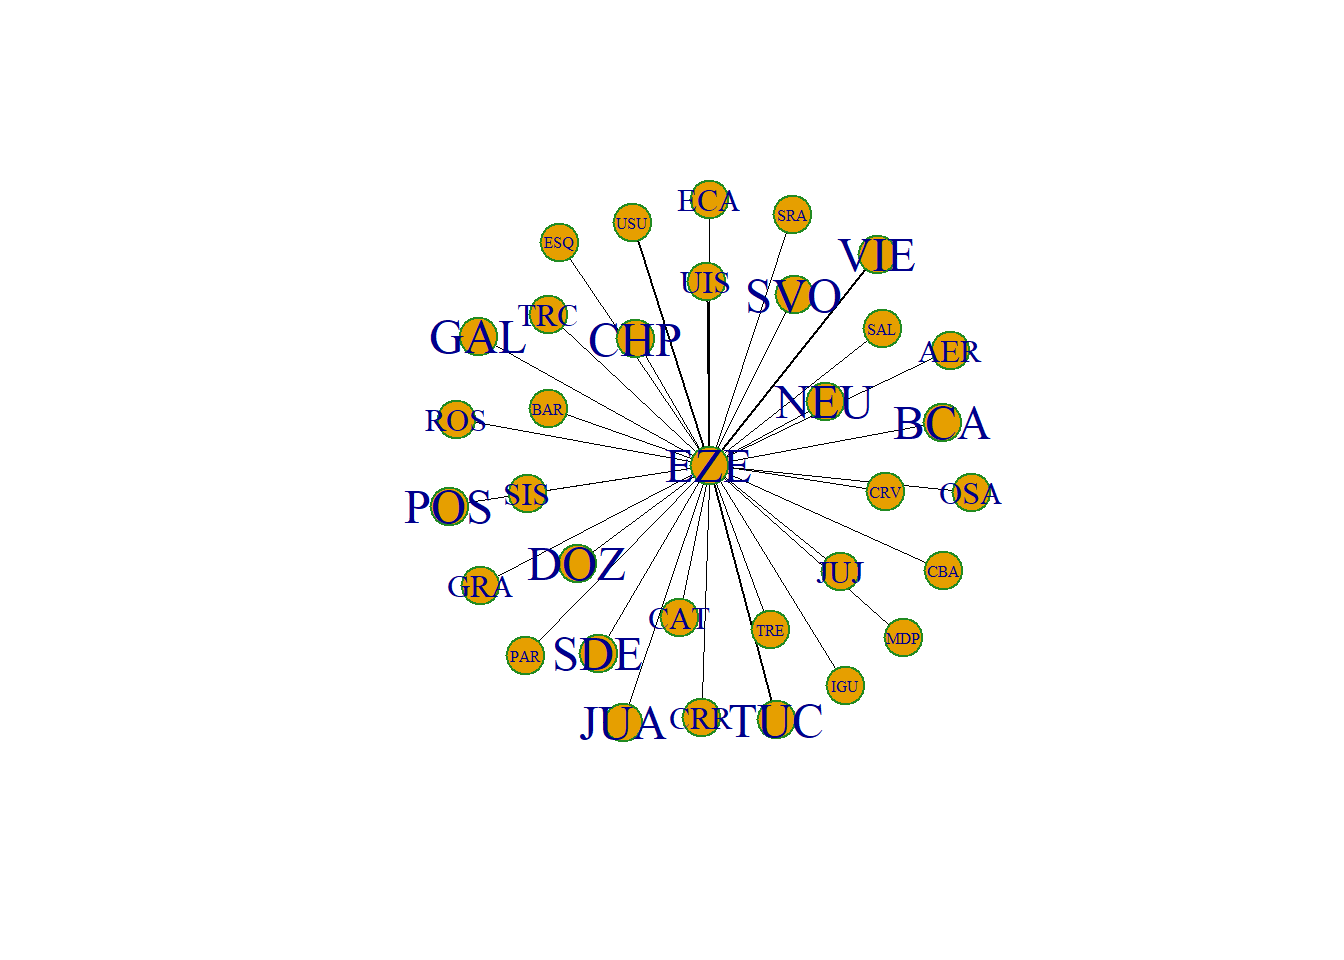 ECA
SRA
USU
ESQ
VIE
UIS
SVO
TRC
SAL
GAL
CHP
AER
NEU
BAR
ROS
BCA
EZE
CRV
OSA
SIS
POS
DOZ
JUJ
CBA
GRA
CAT
TRE
MDP
PAR
SDE
IGU
JUA
CRR
TUC